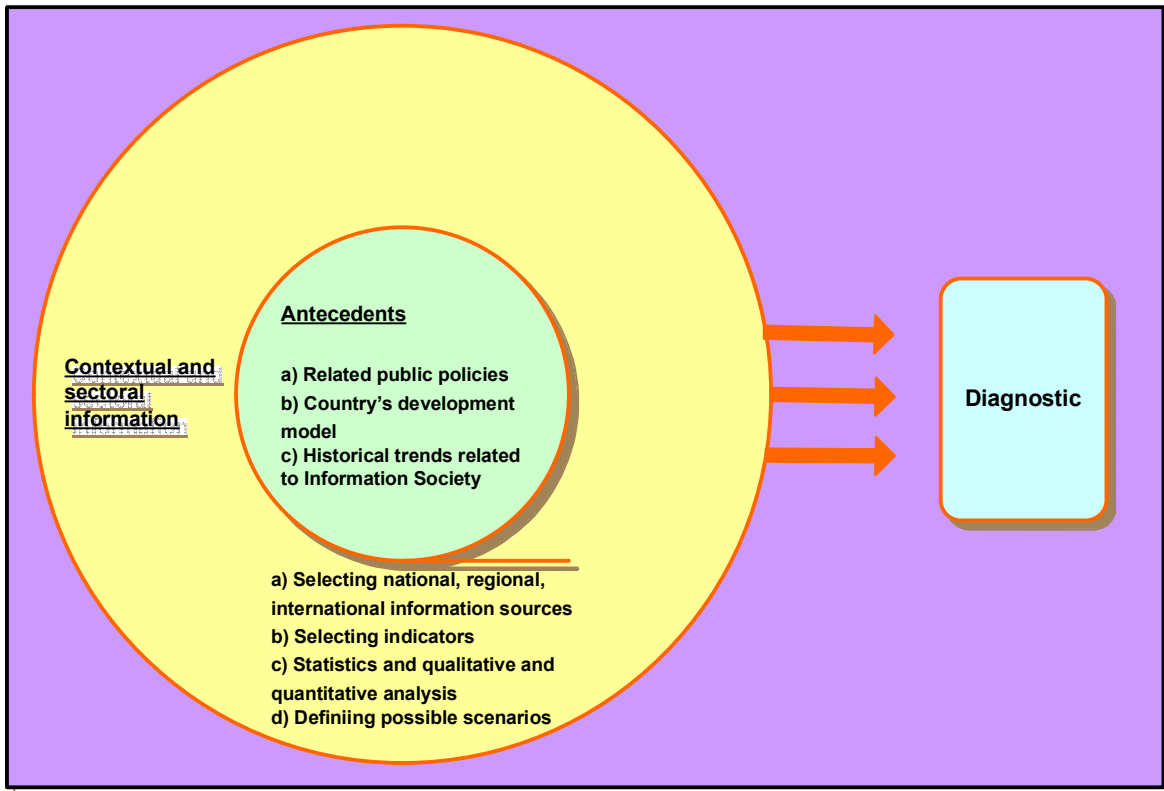 Antecedents
a) Related public policies
b) Country’s development
model
c) Historical trends related
to Information Society
Contextual and
sectoral
information
a) Selecting national, regional,
international information sources
b) Selecting indicators
c) Statistics and qualitative and
quantitative analysis
d) Definiing possible scenarios
Diagnostic